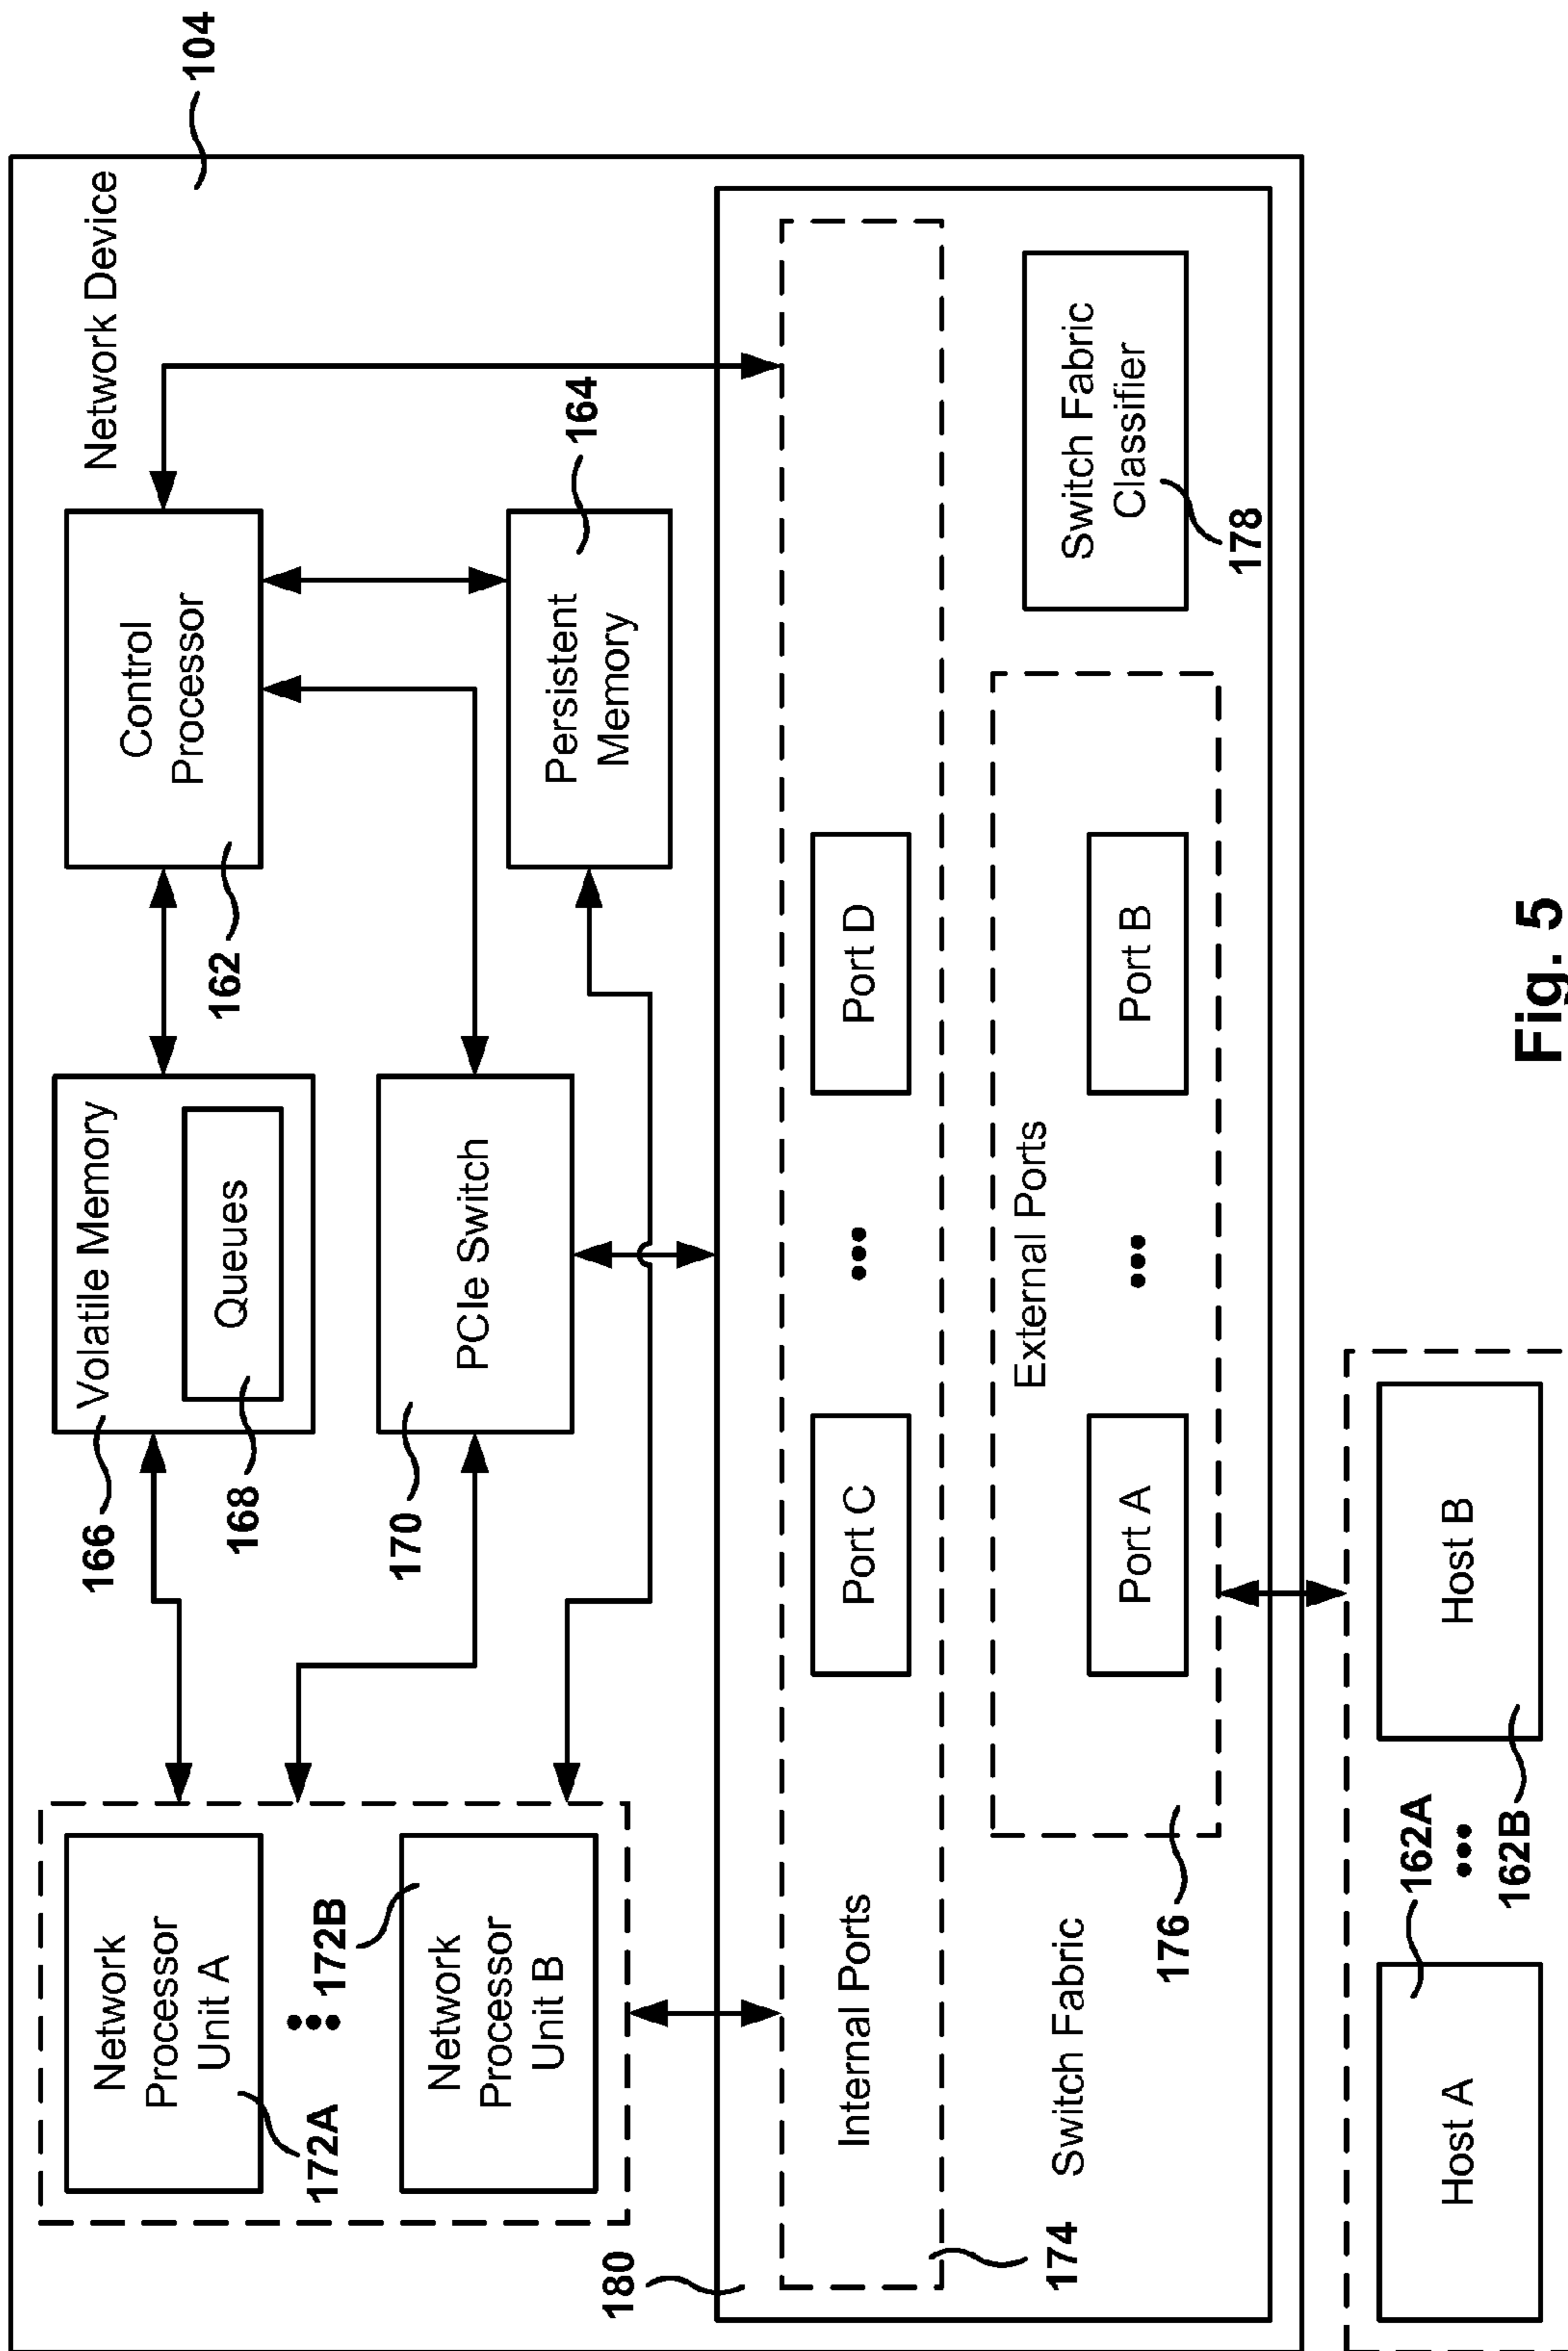 Network Device
104
Network
Processor
Unit A
172A
172B
Network
Processor
Unit B
Volatile Memory
Queues
166
168
Control
Processor
162
PCIe Switch
170
Persistent
Memory
164
180
Internal Ports
Port C
•••
Port D
174
Switch Fabric
External Ports
Port A
•••
Port B
176
Switch Fabric
Classifier
178
Host A
162A
•••
162B
Host B
Fig. 5